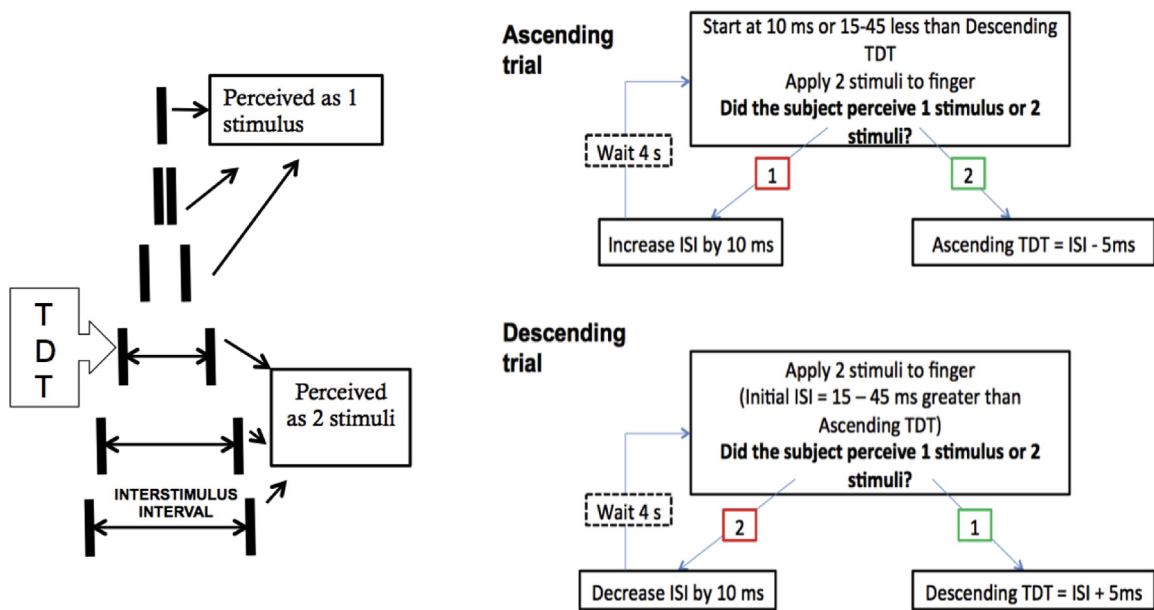 Perceived as 1
stimulus
T
D
T
Perceived
as 2 stimuli
INTERSTIMULUS
INTERVAL
Ascending
trial
Start at 10 ms or 15-45 less than Descending
TDT
Apply 2 stimuli to finger
Did the subject perceive 1 stimulus or 2
stimuli?
Wait 4 s
1
2
Increase ISI by 10 ms
Ascending TDT = ISI - 5ms
Descending
trial
Apply 2 stimuli to finger
(Initial ISI = 15 – 45 ms greater than
Ascending TDT)
Did the subject perceive 1 stimulus or 2
stimuli?
Wait 4 s
2
1
Decrease ISI by 10 ms
Descending TDT = ISI + 5ms